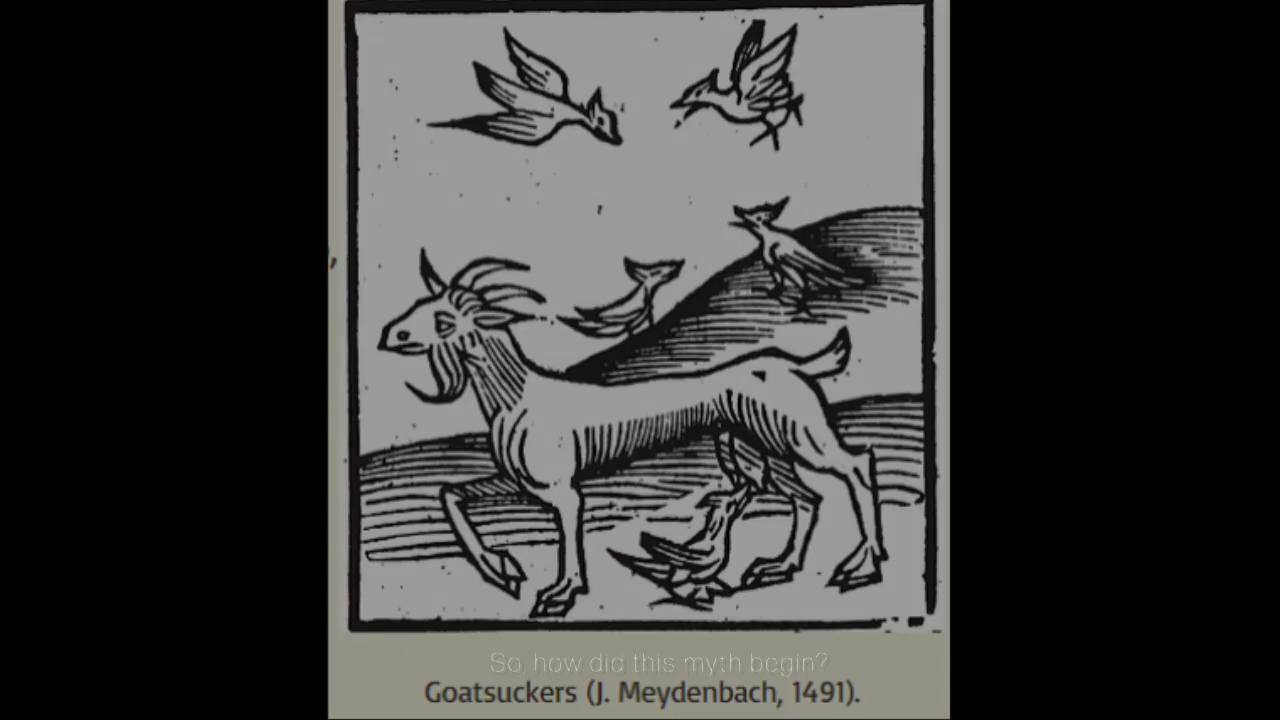 So, how did this myth begin?
Goatsuckers (J. Meydenbach, 1491).